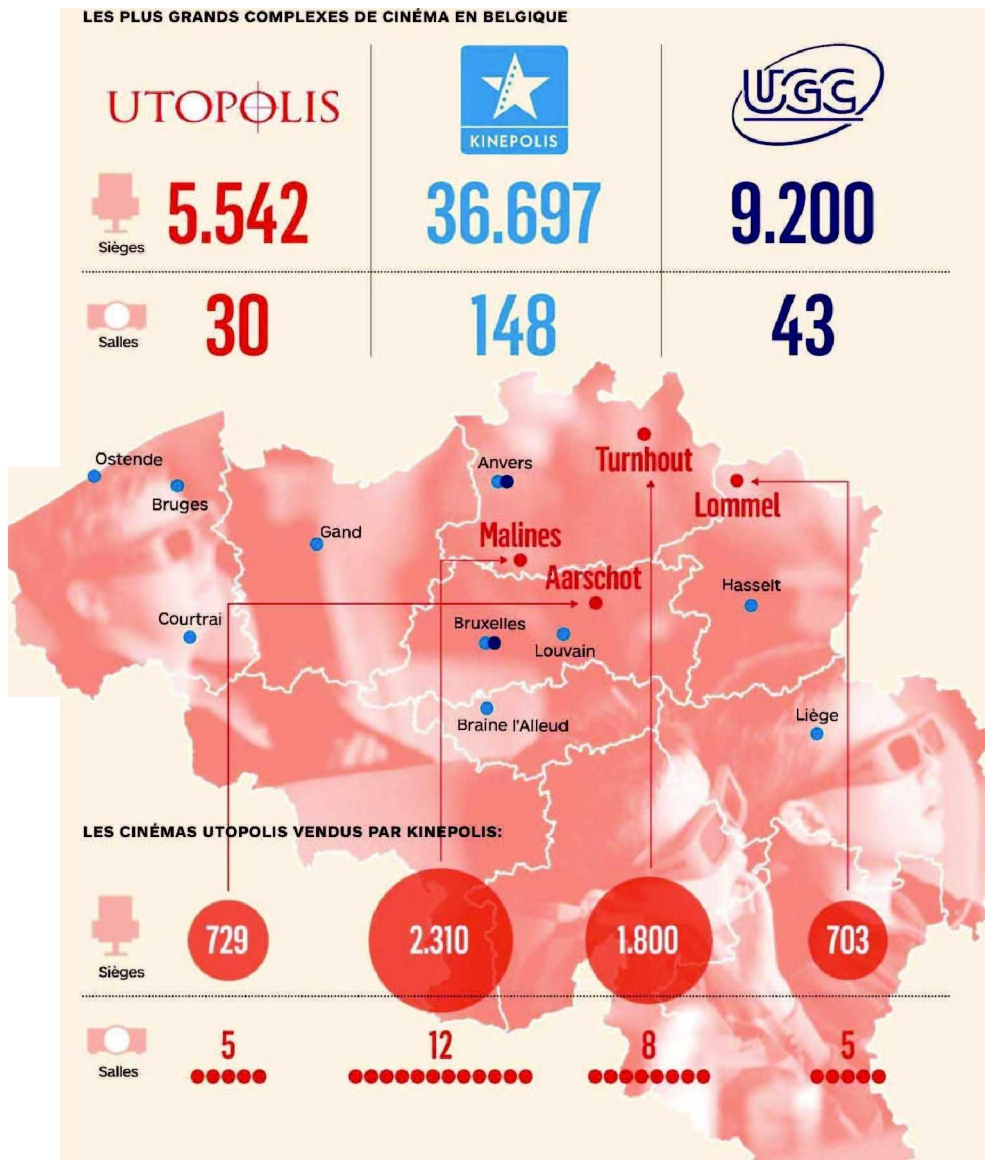 LES PLUS GRANDS COMPLEXES DE CINÉMA EN BELGIQUE
UTOPOLIS
KINEPOLIS
UGC
Sièges
5.542
36.697
9.200
Salles
30
148
43
Ostende
Bruges
Gand
Anvers
Turnhout
Lommel
Malines
Aarschot
Hasselt
Courtrai
Bruxelles
Louvain
Braine l'Alleud
Liège
LES CINÉMAS UTOPOLIS VENDUS PAR KINEPOLIS:
Sièges
729
2.310
1.800
703
Salles
5
12
8
5